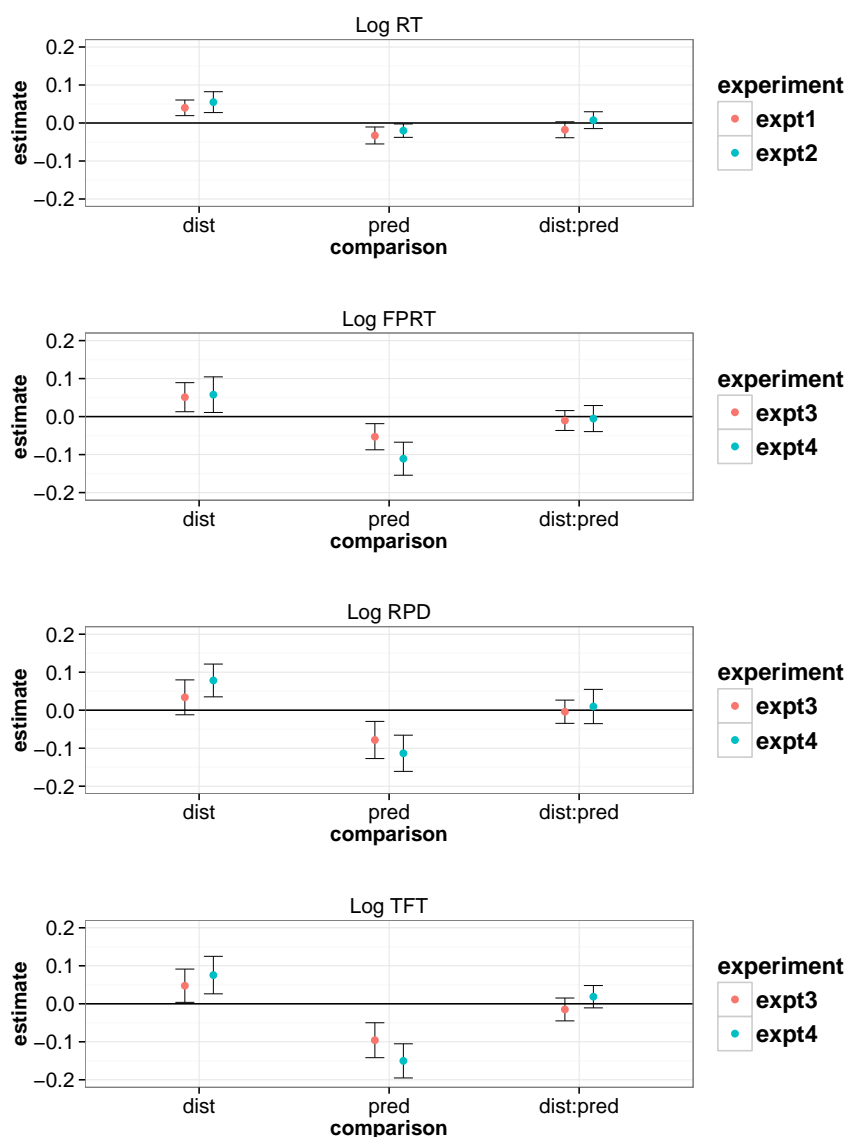 Log RT
0.2
0.1
0.0
−0.1
−0.2
estimate
dist pred dist:pred
comparison
experiment
expt1
expt2
Log FPRT
0.2
0.1
0.0
−0.1
−0.2
estimate
dist pred dist:pred
comparison
experiment
expt3
expt4
Log RPD
0.2
0.1
0.0
−0.1
−0.2
estimate
dist pred dist:pred
comparison
experiment
expt3
expt4
Log TFT
0.2
0.1
0.0
−0.1
−0.2
estimate
dist pred dist:pred
comparison
experiment
expt3
expt4